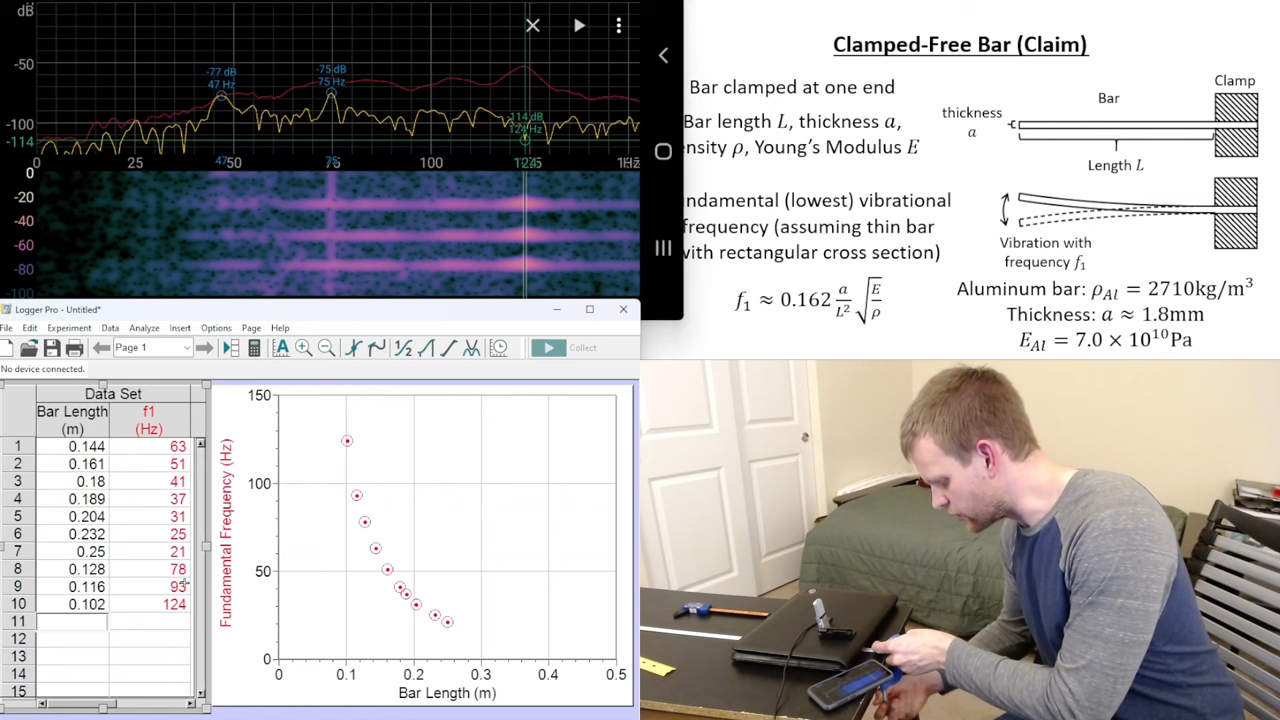 dB
-50
-100
-114
-77 dB
47 Hz
-75 dB
75 Hz
-114 dB
124 Hz
0 25 47 50 75 100 124 125
0
-20
-40
-60
-80
Clamped-Free Bar (Claim)
Bar clamped at one end
Bar length L, thickness a,
ensity ρ, Young's Modulus E
undamental (lowest) vibrational
frequency (assuming thin bar
with rectangular cross section)
f₁ ≈ 0.162 a/L² √E/ρ
Clamp
Bar
thickness
a
Length L
Vibration with
frequency f₁
Aluminum bar: ρAl = 2710kg/m³
Thickness: a ≈ 1.8mm
EAl = 7.0 × 10¹⁰Pa
Logger Pro - Untitled*
File Edit Experiment Data Analyze Insert Options Page Help
Page 1
Collect
No device connected.
Data Set
Bar Length f1
(m) (Hz)
1 0.144 63
2 0.161 51
3 0.18 41
4 0.189 37
5 0.204 31
6 0.232 25
7 0.25 21
8 0.128 78
9 0.116 93
10 0.102 124
11
12
13
14
15
Fundamental Frequency (Hz)
150
100
50
0
0 0.1 0.2 0.3 0.4 0.5
Bar Length (m)